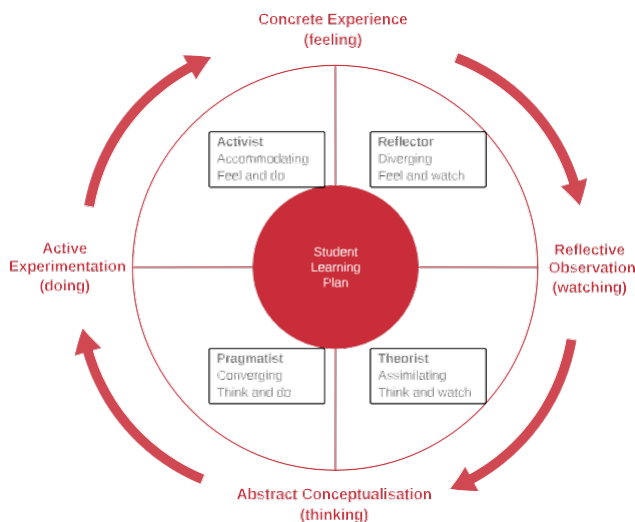 Concrete Experience
(feeling)
Activist
Accommodating
Feel and do
Reflector
Diverging
Feel and watch
Student
Learning
Plan
Active
Experimentation
(doing)
Reflective
Observation
(watching)
Pragmatist
Converging
Think and do
Theorist
Assimilating
Think and watch
Abstract Conceptualisation
(thinking)